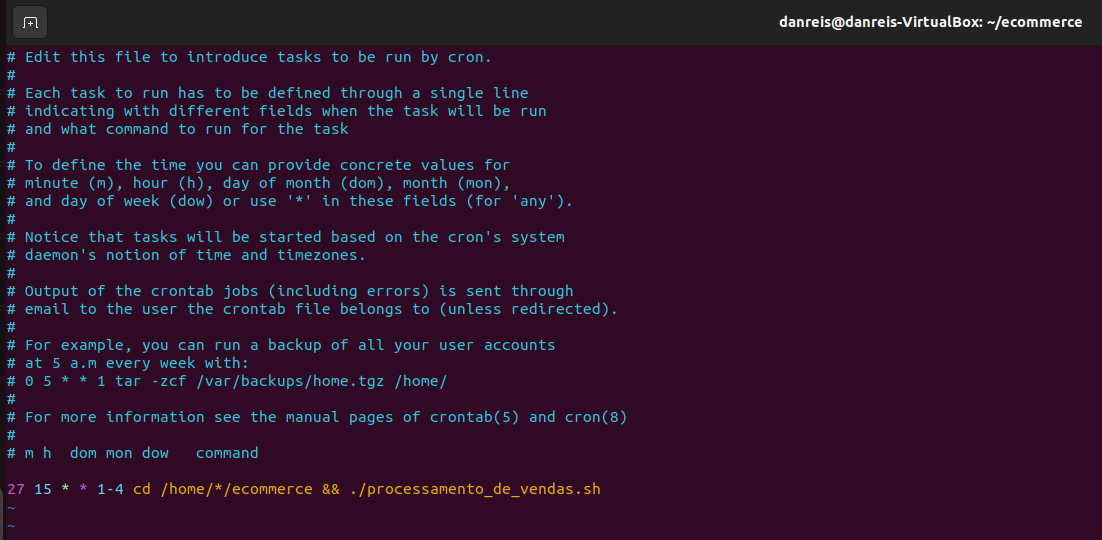 danreis@danreis-VirtualBox: ~/ecommerce
# Edit this file to introduce tasks to be run by cron.
#
# Each task to run has to be defined through a single line
# indicating with different fields when the task will be run
# and what command to run for the task
#
# To define the time you can provide concrete values for
# minute (m), hour (h), day of month (dom), month (mon),
# and day of week (dow) or use '*' in these fields (for 'any').
#
# Notice that tasks will be started based on the cron's system
# daemon's notion of time and timezones.
#
# Output of the crontab jobs (including errors) is sent through
# email to the user the crontab file belongs to (unless redirected).
#
# For example, you can run a backup of all your user accounts
# at 5 a.m every week with:
# 0 5 * * 1 tar -zcf /var/backups/home.tgz /home/
#
# For more information see the manual pages of crontab(5) and cron(8)
#
# m h  dom mon dow   command
27 15 * * 1-4 cd /home/*/ecommerce && ./processamento_de_vendas.sh
~
~